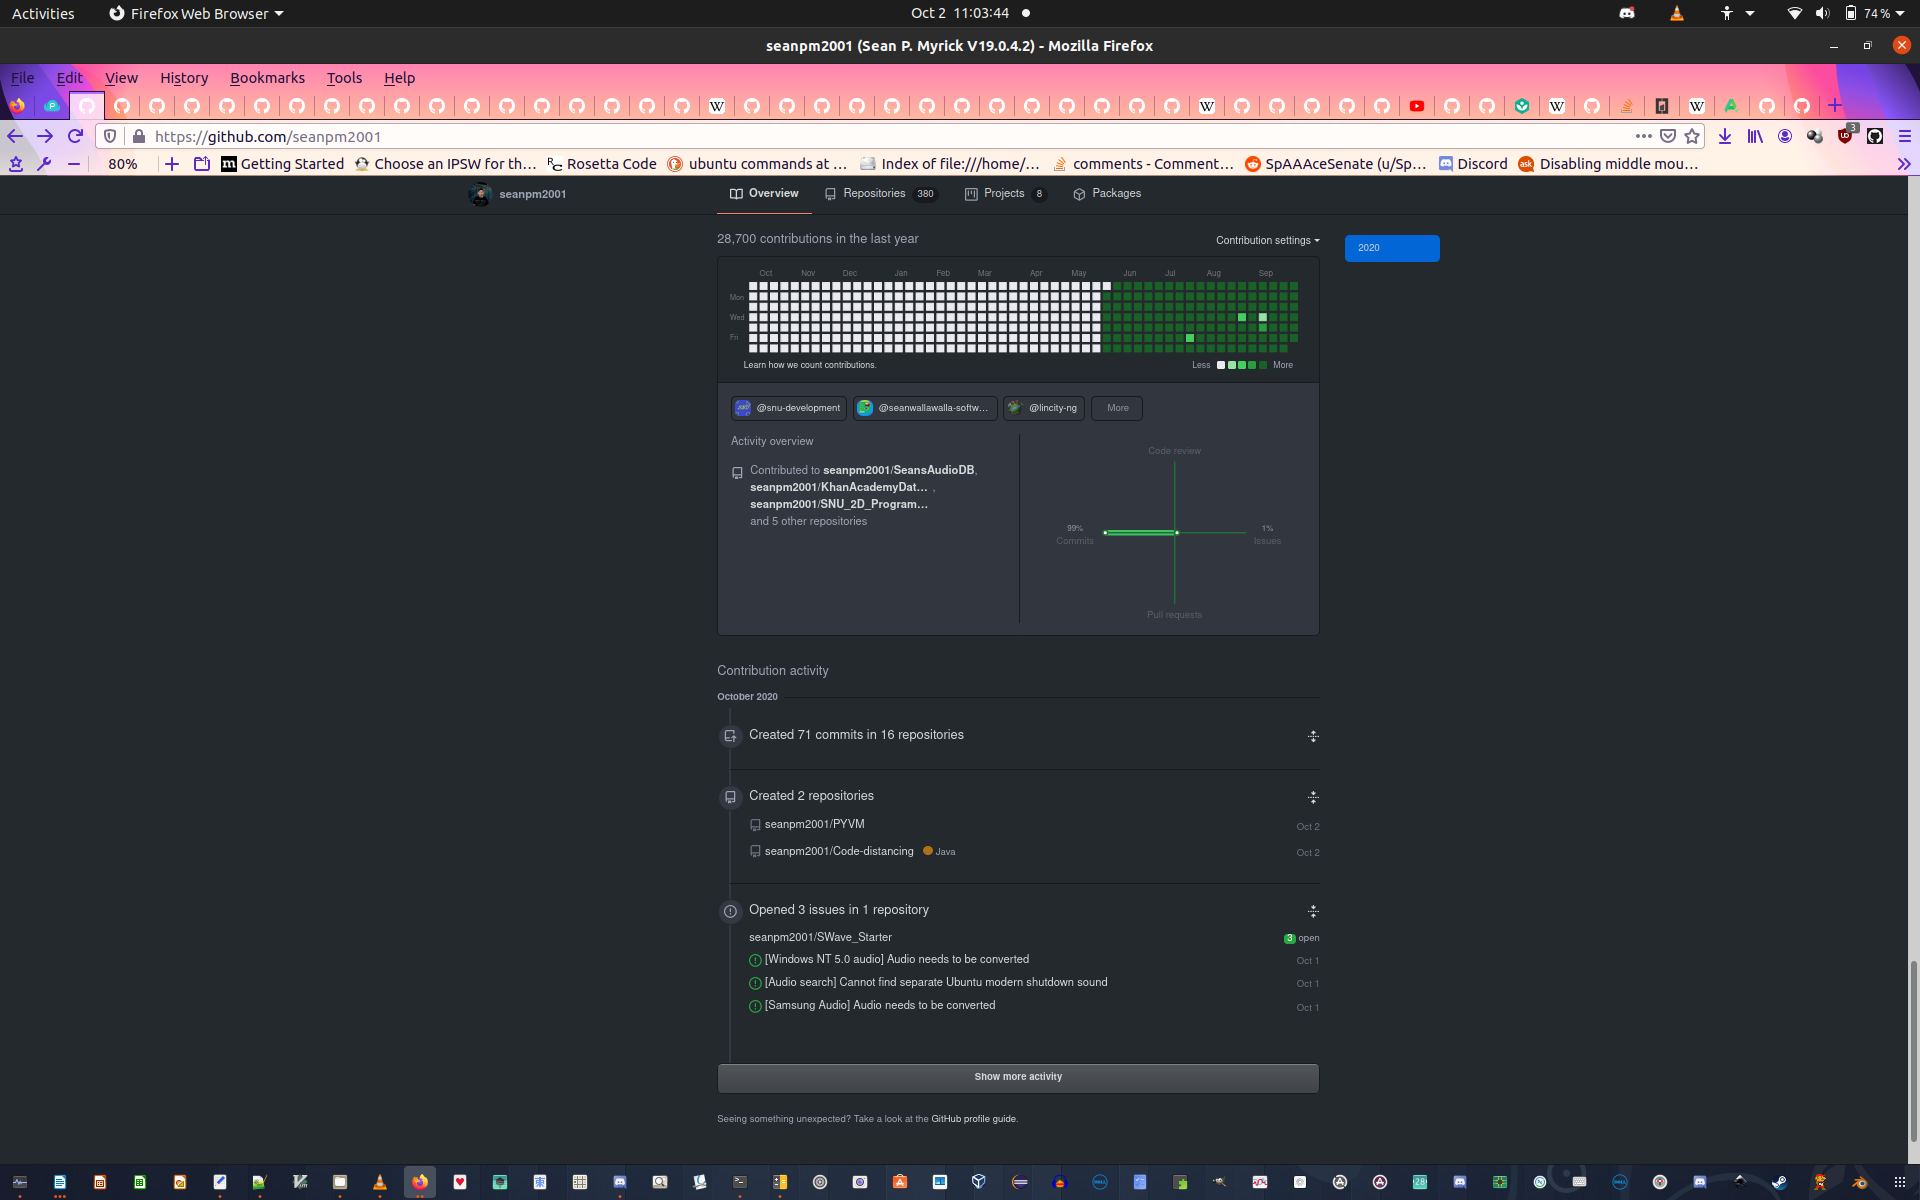 Activities
Firefox Web Browser
Oct 2 11:03:44
74 %
seanpm2001 (Sean P. Myrick V19.0.4.2) - Mozilla Firefox
File Edit View History Bookmarks Tools Help
https://github.com/seanpm2001
3
80%
Getting Started
Choose an IPSW for th…
Rosetta Code
ubuntu commands at …
Index of file:///home/…
comments - Comment…
SpAAAceSenate (u/Sp…
Discord
Disabling middle mou…
seanpm2001
Overview
Repositories 380
Projects 8
Packages
28,700 contributions in the last year
Contribution settings
2020
Oct Nov Dec Jan Feb Mar Apr May Jun Jul Aug Sep
Mon
Wed
Fri
Learn how we count contributions.
Less More
@snu-development
@seanwallawalla-softw…
@lincity-ng
More
Activity overview
Contributed to seanpm2001/SeansAudioDB,
seanpm2001/KhanAcademyDat… ,
seanpm2001/SNU_2D_Program…
and 5 other repositories
Code review
99%
Commits
1%
Issues
Pull requests
Contribution activity
October 2020
Created 71 commits in 16 repositories
Created 2 repositories
seanpm2001/PYVM
Oct 2
seanpm2001/Code-distancing Java
Oct 2
Opened 3 issues in 1 repository
seanpm2001/SWave_Starter
3 open
[Windows NT 5.0 audio] Audio needs to be converted
Oct 1
[Audio search] Cannot find separate Ubuntu modern shutdown sound
Oct 1
[Samsung Audio] Audio needs to be converted
Oct 1
Show more activity
Seeing something unexpected? Take a look at the GitHub profile guide.